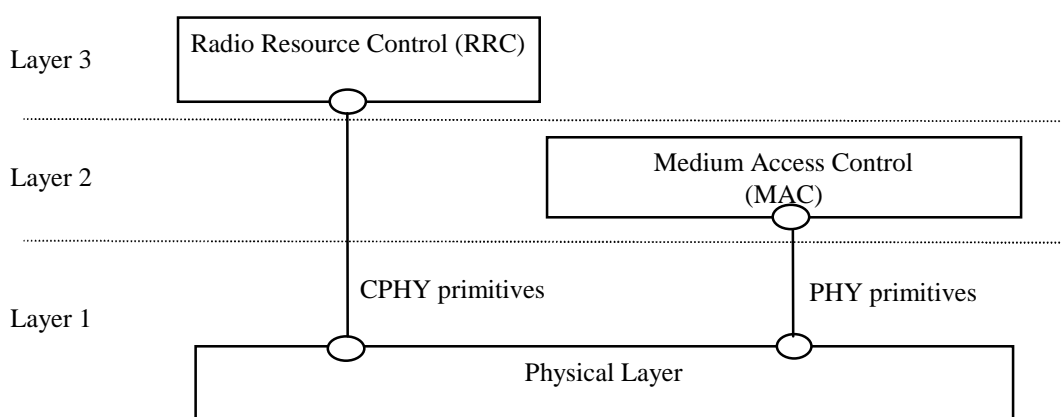 Radio Resource Control (RRC)
Layer 3
Layer 2
Medium Access Control
(MAC)
CPHY primitives
PHY primitives
Layer 1
Physical Layer